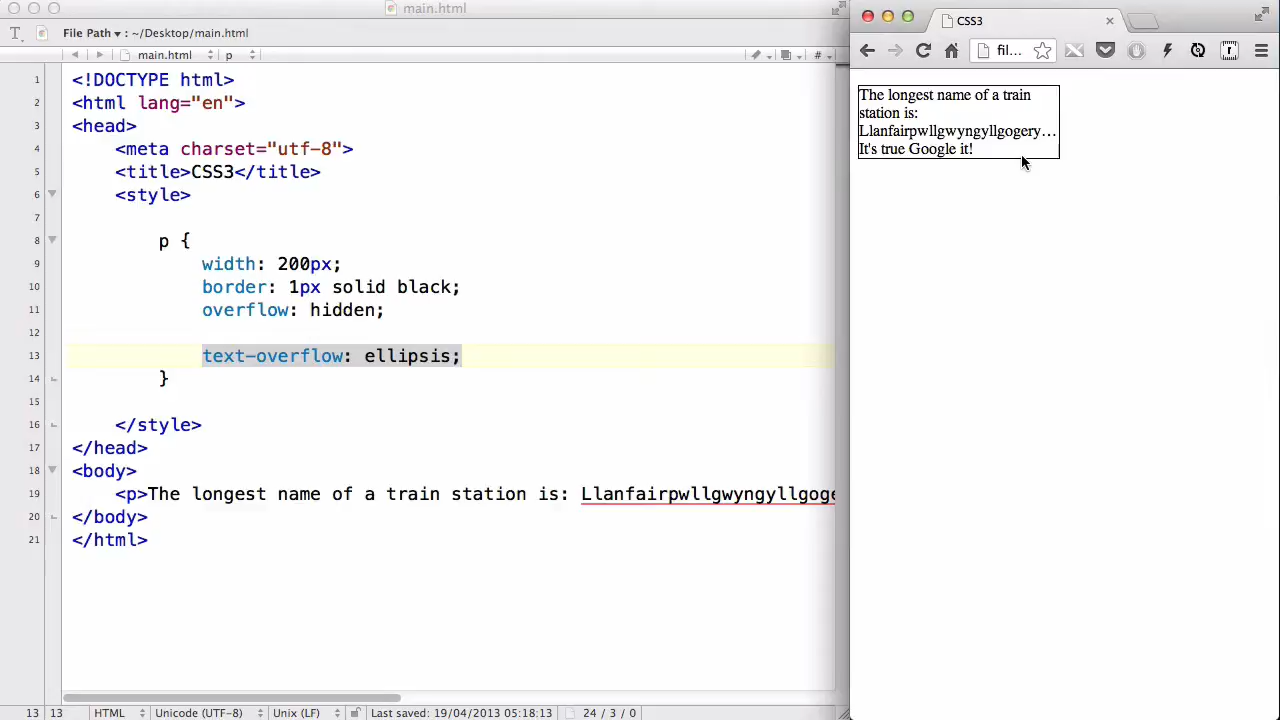 main.html
File Path ▾ : ~/Desktop/main.html
main.html p #
1 <!DOCTYPE html>
2 <html lang="en">
3 <head>
4 <meta charset="utf-8">
5 <title>CSS3</title>
6 <style>
7
8 p {
9 width: 200px;
10 border: 1px solid black;
11 overflow: hidden;
12
13 text-overflow: ellipsis;
14 }
15
16 </style>
17 </head>
18 <body>
19 <p>The longest name of a train station is: Llanfairpwllgwyngyllgoge
20 </body>
21 </html>
13 13 HTML Unicode (UTF-8) Unix (LF) Last saved: 19/04/2013 05:18:13 24 / 3 / 0
CSS3
fil...
The longest name of a train
station is:
Llanfairpwllgwyngyllgogery…
It's true Google it!